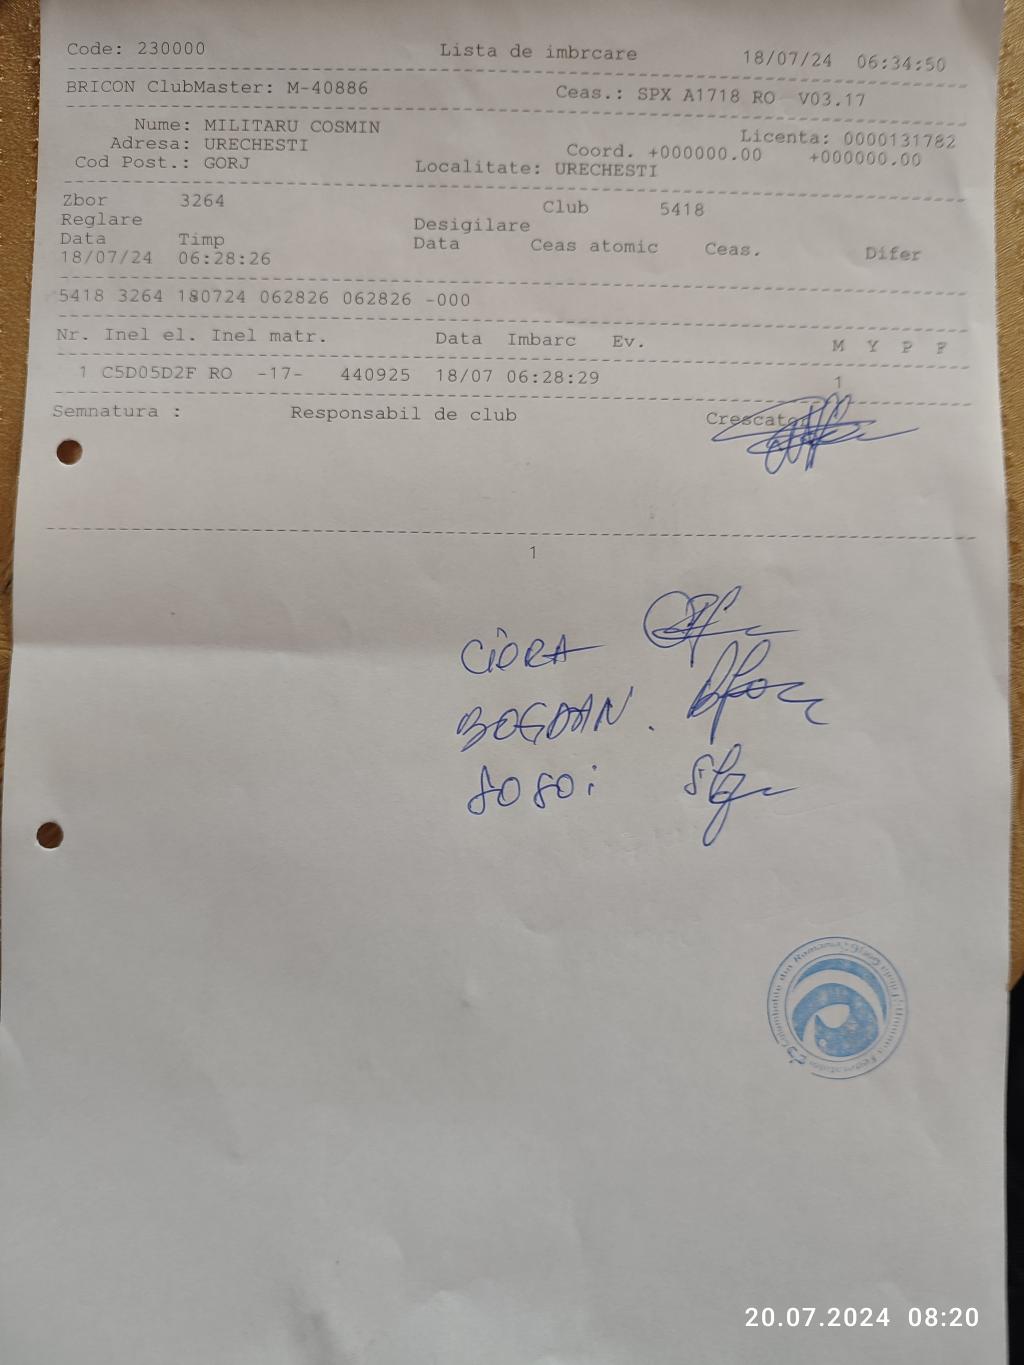 Code: 230000 Lista de imbrcare 18/07/24 06:34:50
BRICON ClubMaster: M-40886 Ceas.: SPX A1718 RO V03.17
Nume: MILITARU COSMIN Licenta: 0000131782
Adresa: URECHESTI Coord. +000000.00 +000000.00
Cod Post.: GORJ Localitate: URECHESTI
Zbor 3264 Club 5418
Reglare Desigilare
Data Timp Data Ceas atomic Ceas. Difer
18/07/24 06:28:26
5418 3264 180724 062826 062826 -000
Nr. Inel el. Inel matr. Data Imbarc Ev. M Y P F
1 C5D05D2F RO -17- 440925 18/07 06:28:29 1
Semnatura : Responsabil de club Crescator
1
CIORA
BOGDAN.
SOSOI
20.07.2024 08:20